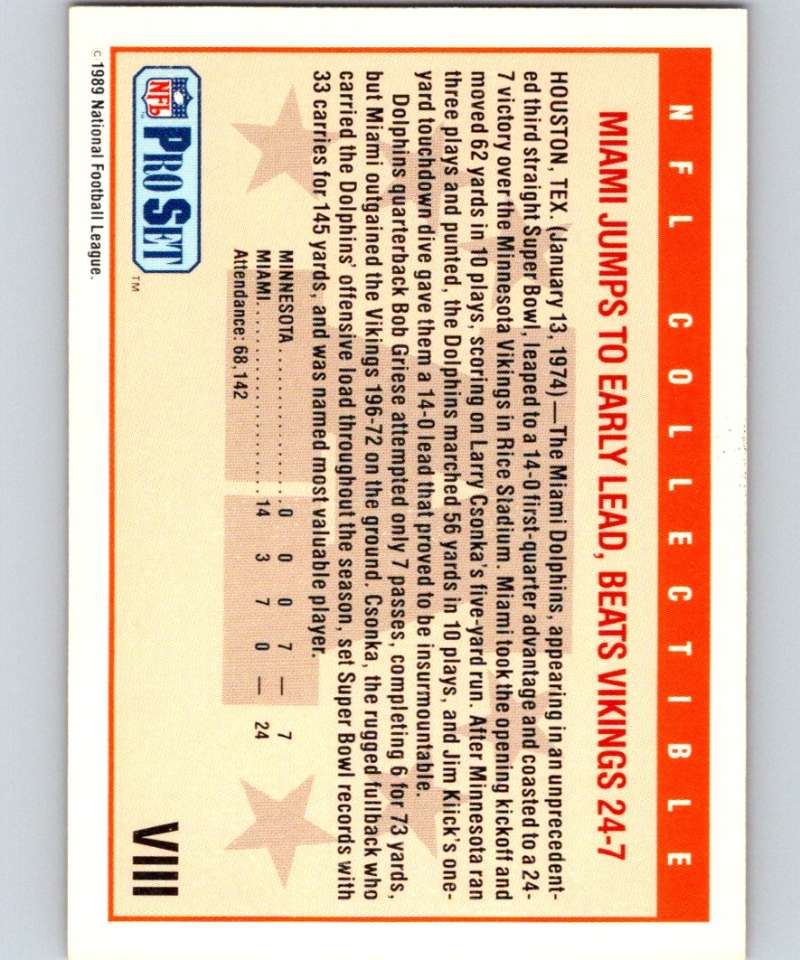 NFL COLLECTIBLE
MIAMI JUMPS TO EARLY LEAD, BEATS VIKINGS 24-7
HOUSTON, TEX. (January 13, 1974)—The Miami Dolphins, appearing in an unprecedent-
ed third straight Super Bowl, leaped to a 14-0 first-quarter advantage and coasted to a 24-
7 victory over the Minnesota Vikings in Rice Stadium. Miami took the opening kickoff and
moved 62 yards in 10 plays, scoring on Larry Csonka's five-yard run. After Minnesota ran
three plays and punted, the Dolphins marched 56 yards in 10 plays, and Jim Kiick's one-
yard touchdown dive gave them a 14-0 lead that proved to be insurmountable.
Dolphins quarterback Bob Griese attempted only 7 passes, completing 6 for 73 yards,
but Miami outgained the Vikings 196-72 on the ground. Csonka, the rugged fullback who
carried the Dolphins' offensive load throughout the season, set Super Bowl records with
33 carries for 145 yards, and was named most valuable player.
MINNESOTA..................0 0 0 7 — 7
MIAMI..........................14 3 7 0 — 24
Attendance: 68,142
NFL PRO SET ™
VIII
© 1989 National Football League.